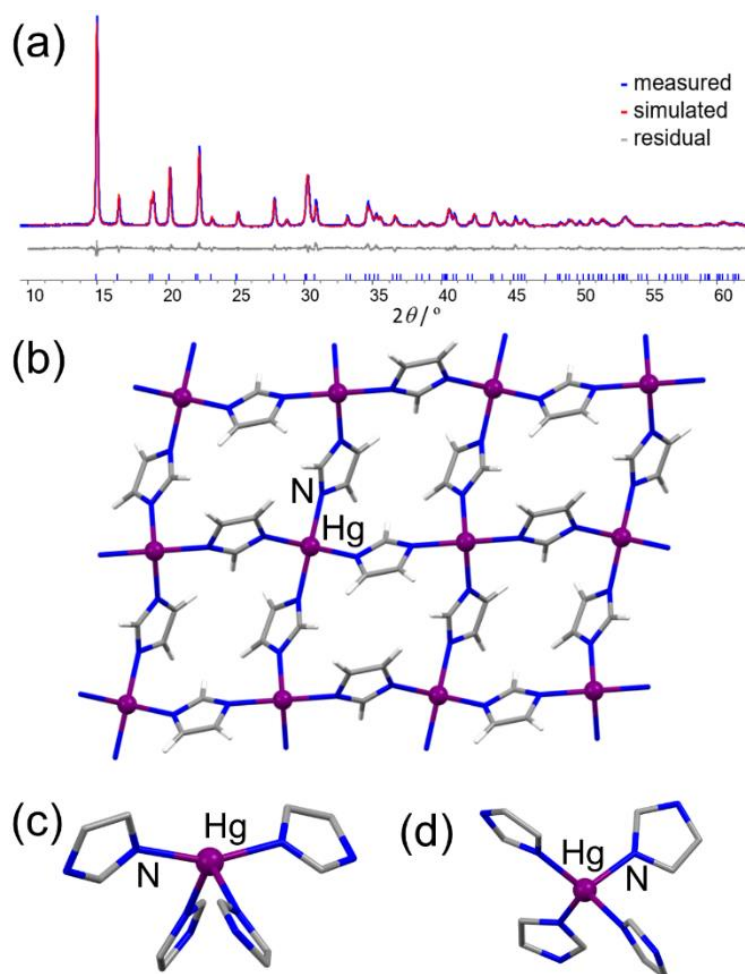 (a)
measured
simulated
residual
10 15 20 25 30 35 40 45 50 55 60
2θ/°
(b)
N
Hg
(c)
Hg
N
(d)
Hg
N